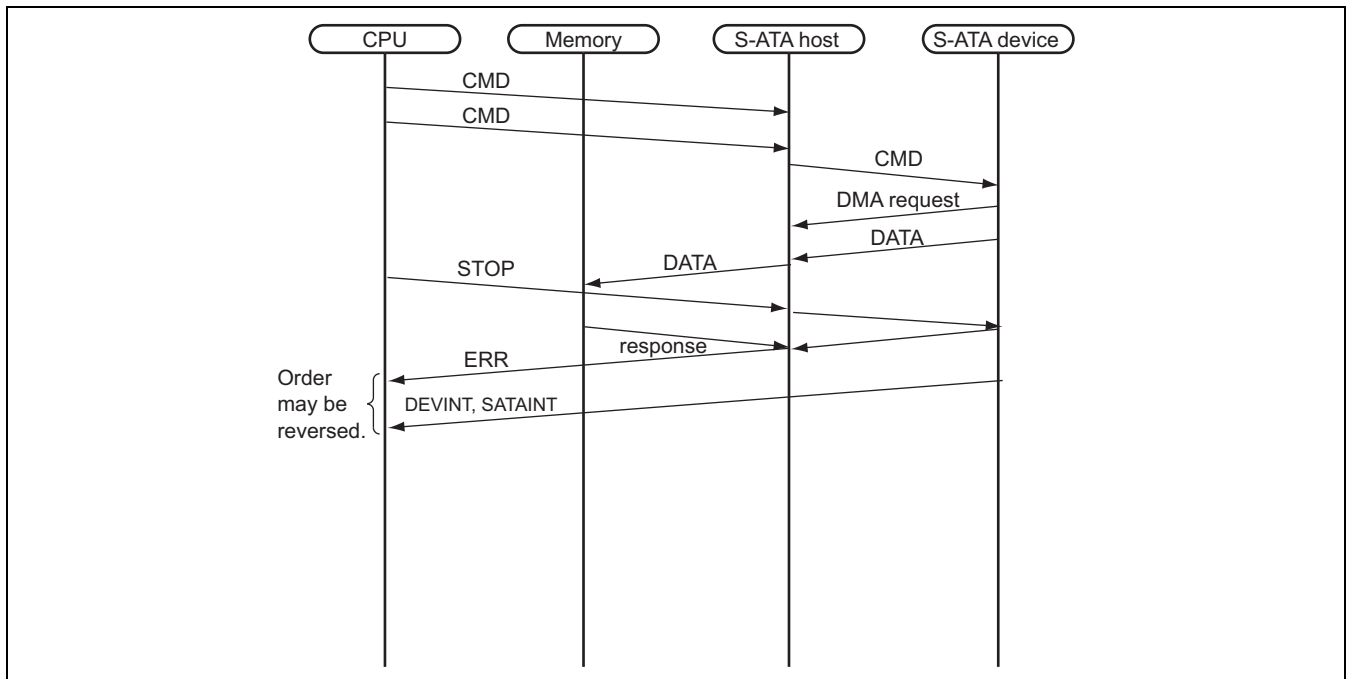 CPU
Memory
S-ATA host
S-ATA device
CMD
CMD
CMD
DMA request
DATA
DATA
STOP
response
ERR
Order
may be
reversed.
DEVINT, SATAINT